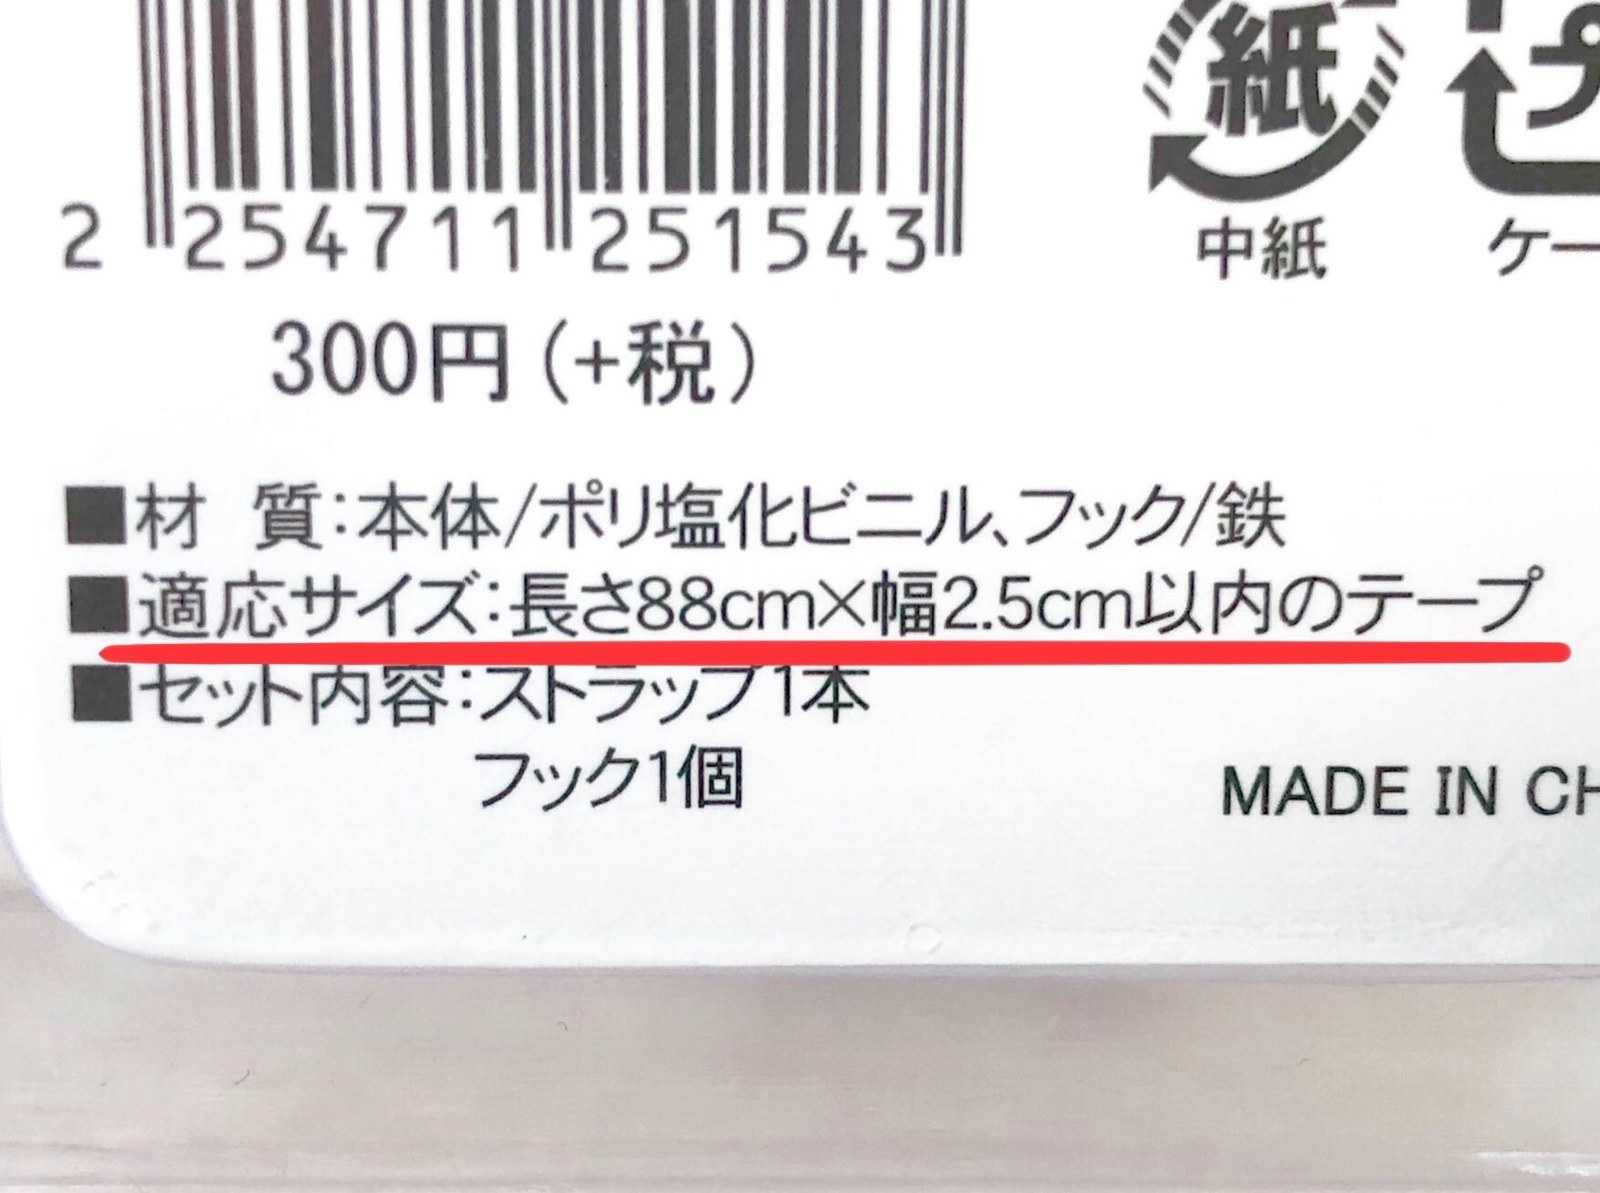 紙
プ
2 254711 251543
中紙
ケー
300円(+税)
■材 質:本体/ポリ塩化ビニル、フック/鉄
■適応サイズ:長さ88cm×幅2.5cm以内のテープ
■セット内容:ストラップ1本
フック1個
MADE IN CH